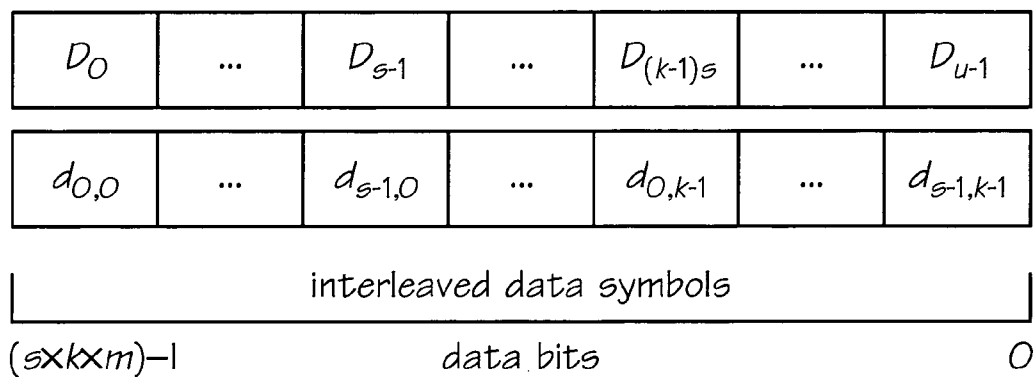 D₀ ... Dₛ₋₁ ... D₍ₖ₋₁₎ₛ ... Dᵤ₋₁
d₀,₀ ... dₛ₋₁,₀ ... d₀,ₖ₋₁ ... dₛ₋₁,ₖ₋₁
interleaved data symbols
(s×k×m)−1 data bits 0